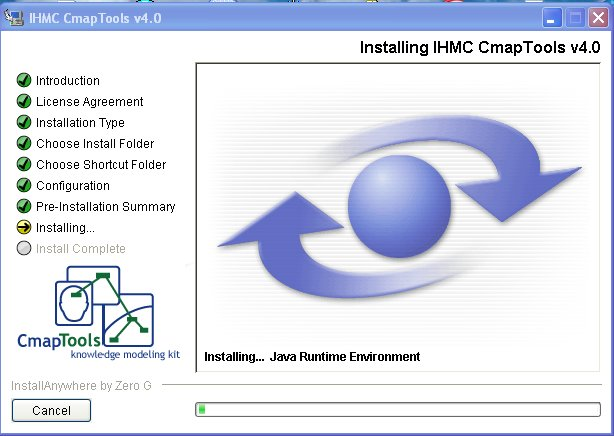 IHMC CmapTools v4.0
Installing IHMC CmapTools v4.0
Introduction
License Agreement
Installation Type
Choose Install Folder
Choose Shortcut Folder
Configuration
Pre-Installation Summary
Installing...
Install Complete
CmapTools
knowledge modeling kit
Installing... Java Runtime Environment
InstallAnywhere by Zero G
Cancel